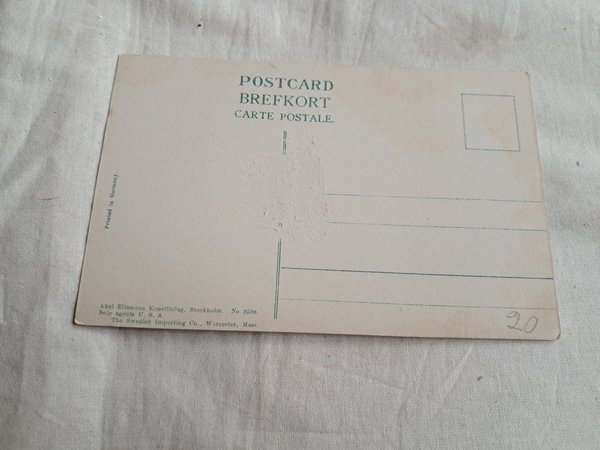 POSTCARD
BREFKORT
CARTE POSTALE.
Printed in Germany.
Axel Eliassons Konstförlag, Stockholm. No. 3508
Sole agents U. S. A.
The Swedish Importing Co., Worcester, Mass.
20